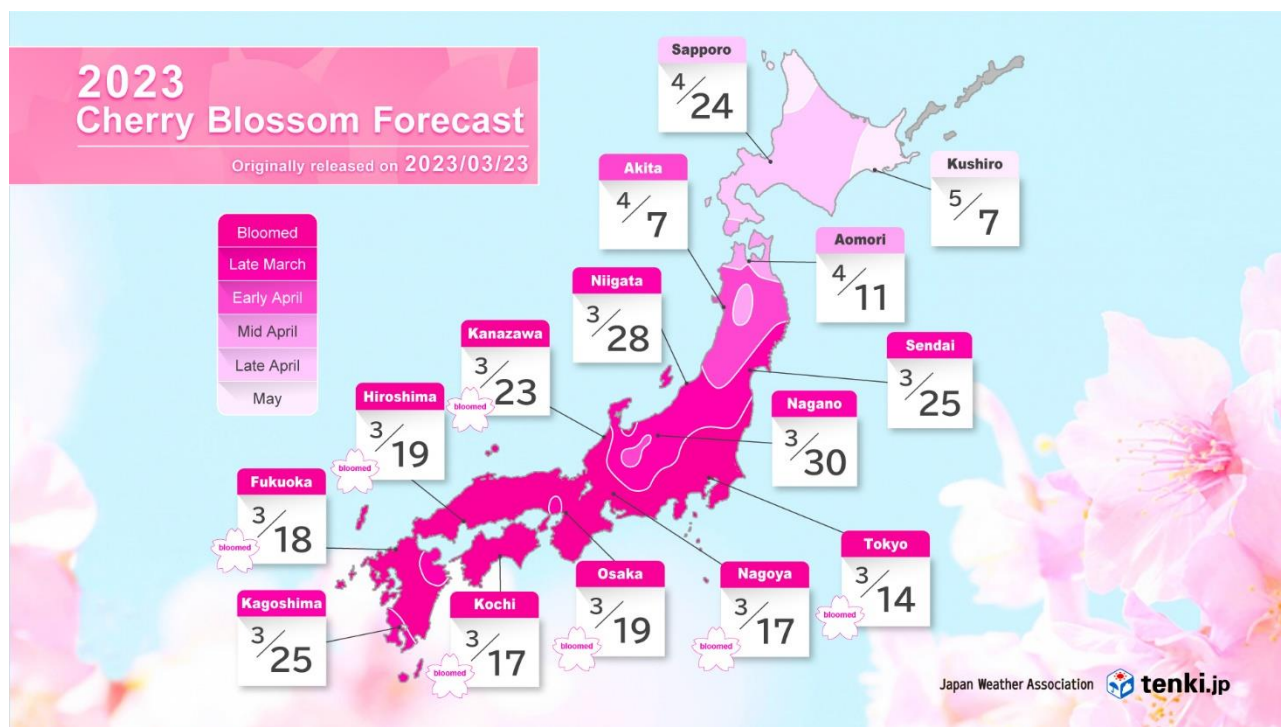 2023
Cherry Blossom Forecast
Originally released on 2023/03/23
Bloomed
Late March
Early April
Mid April
Late April
May
Sapporo
4/24
Kushiro
5/7
Akita
4/7
Aomori
4/11
Niigata
3/28
Kanazawa
3/23
bloomed
Sendai
3/25
Hiroshima
3/19
bloomed
Nagano
3/30
Fukuoka
3/18
bloomed
Tokyo
3/14
bloomed
Osaka
3/19
bloomed
Nagoya
3/17
bloomed
Kagoshima
3/25
Kochi
3/17
bloomed
Japan Weather Association tenki.jp